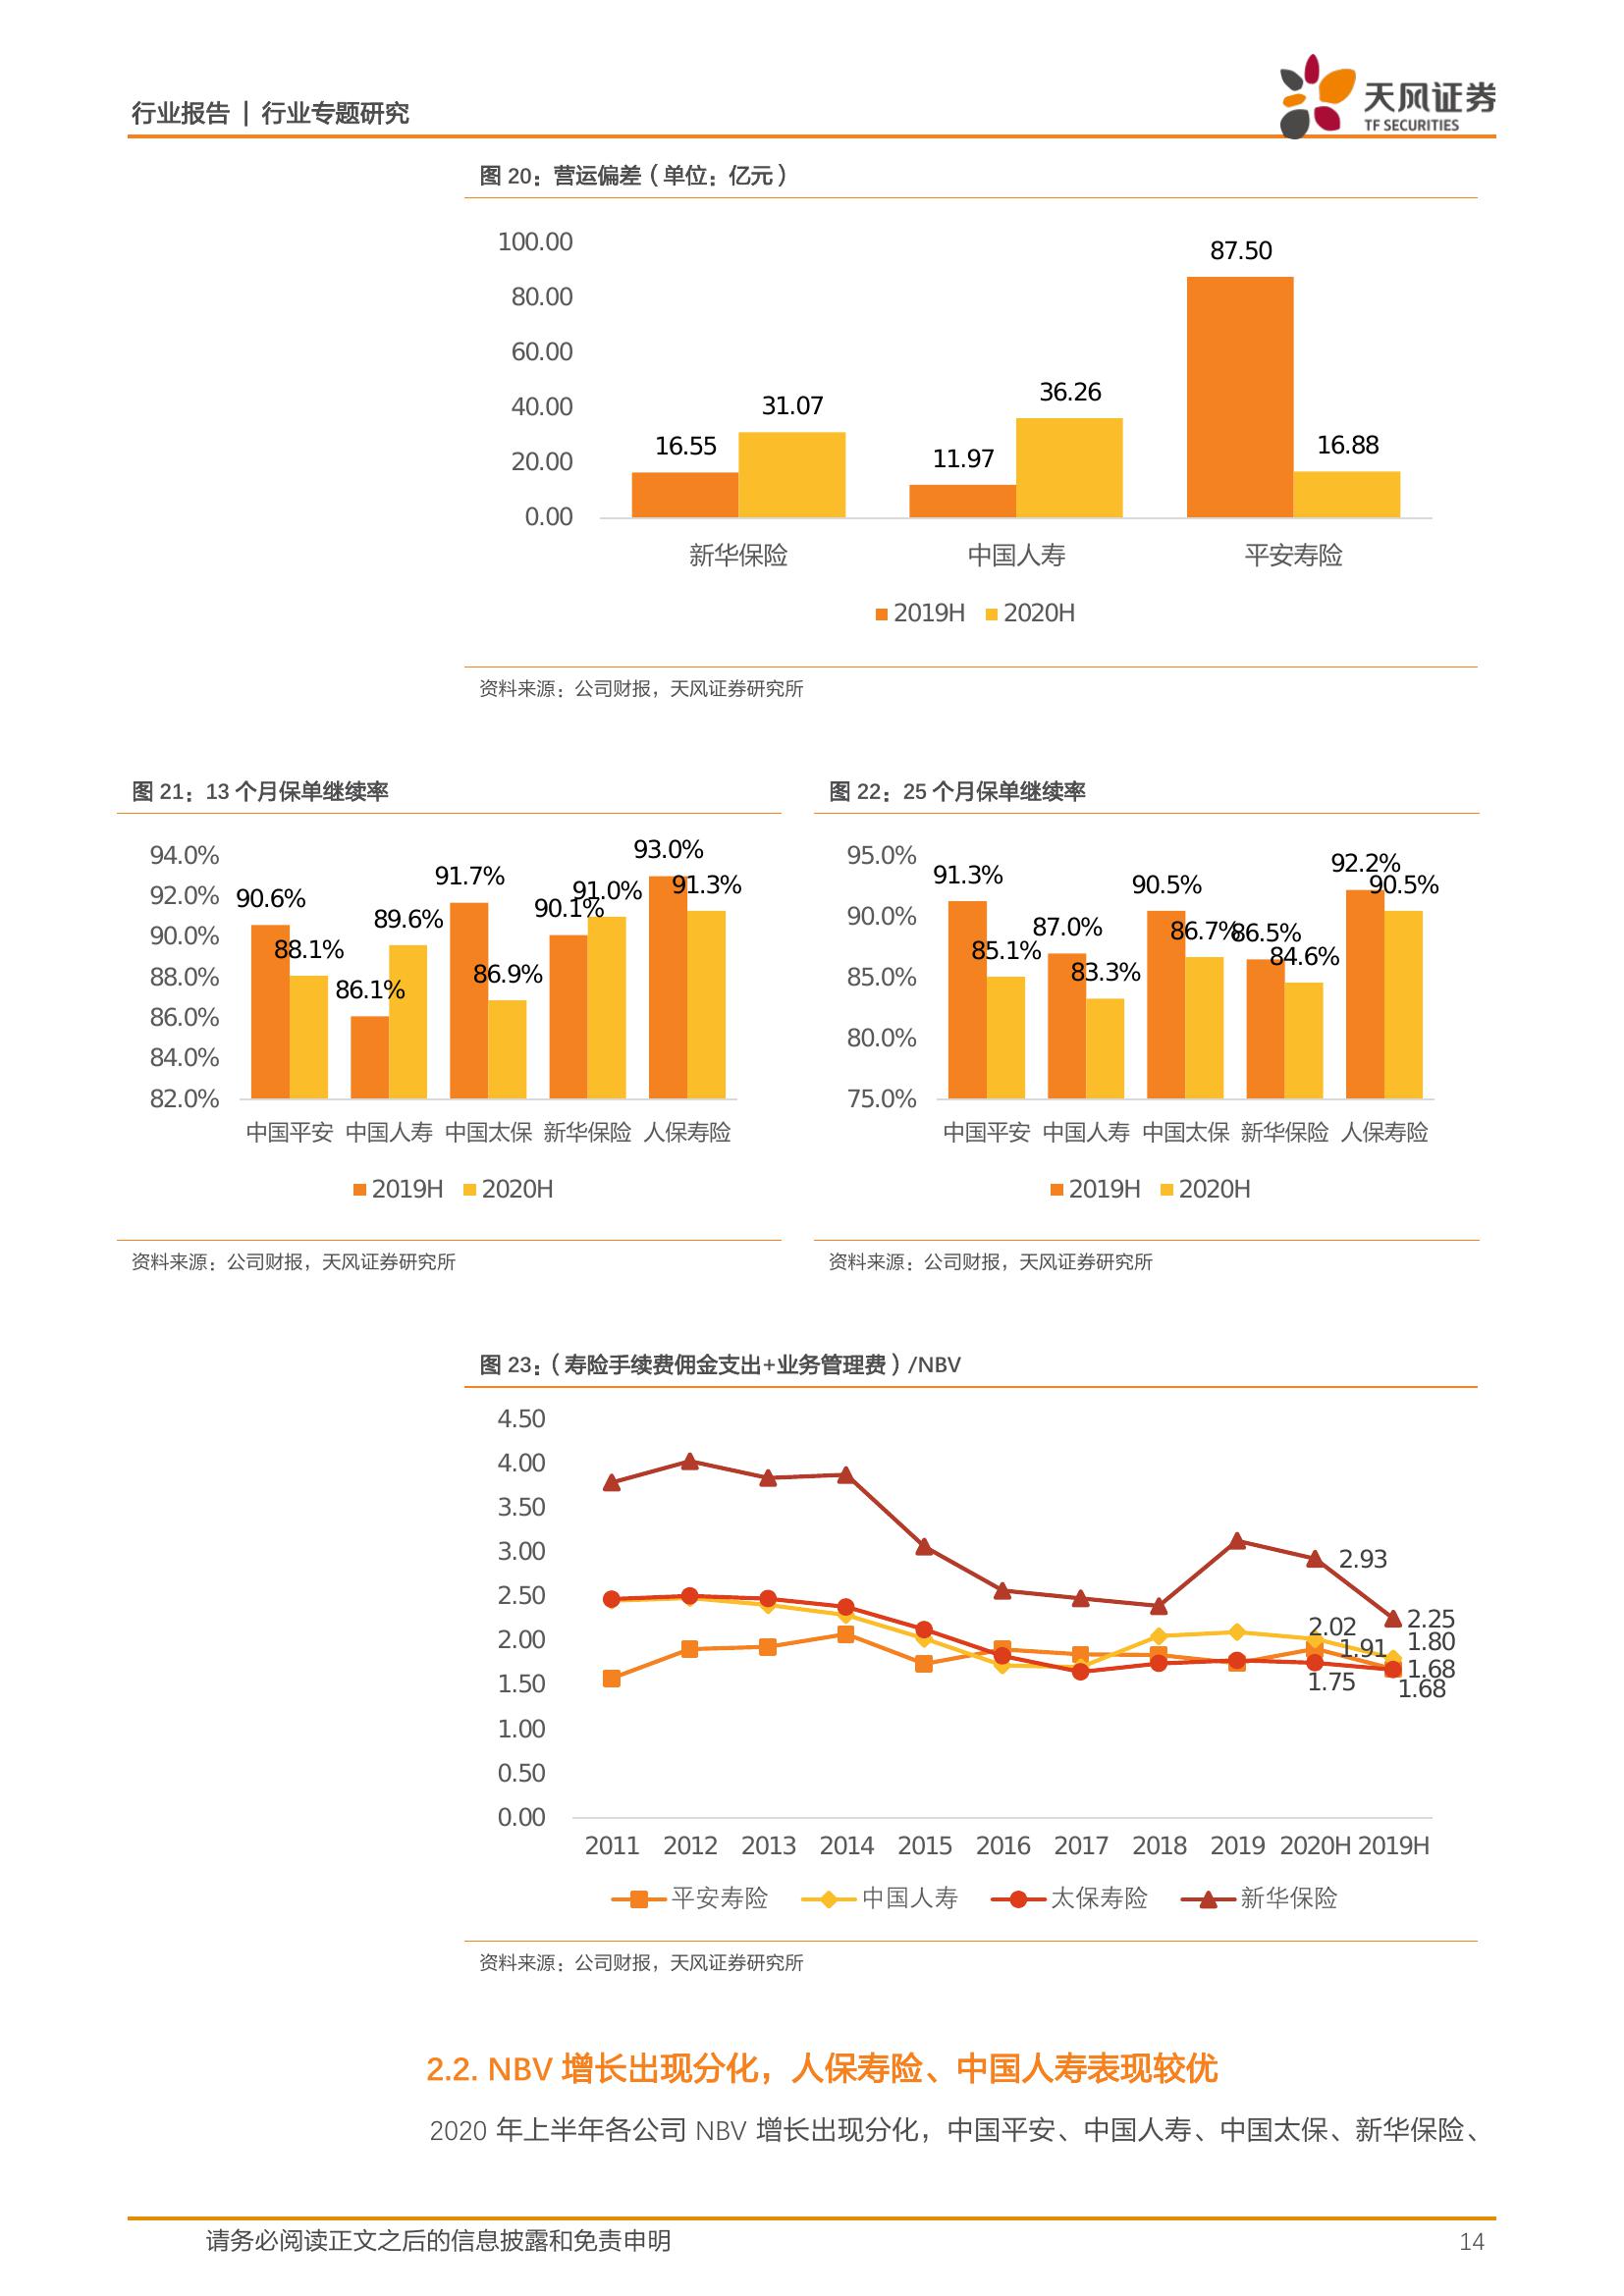 行业报告 | 行业专题研究
天风证券
TF SECURITIES
图 20：营运偏差（单位：亿元）
100.00
80.00
60.00
40.00
20.00
0.00
16.55
31.07
11.97
36.26
87.50
16.88
新华保险 中国人寿 平安寿险
2019H 2020H
资料来源：公司财报，天风证券研究所
图 21：13 个月保单继续率
94.0%
92.0%
90.0%
88.0%
86.0%
84.0%
82.0%
90.6%
88.1%
86.1%
89.6%
91.7%
86.9%
90.1%
91.0%
93.0%
91.3%
中国平安 中国人寿 中国太保 新华保险 人保寿险
2019H 2020H
资料来源：公司财报，天风证券研究所
图 22：25 个月保单继续率
95.0%
90.0%
85.0%
80.0%
75.0%
91.3%
85.1%
87.0%
83.3%
90.5%
86.7%
86.5%
84.6%
92.2%
90.5%
中国平安 中国人寿 中国太保 新华保险 人保寿险
2019H 2020H
资料来源：公司财报，天风证券研究所
图 23：（寿险手续费佣金支出+业务管理费）/NBV
4.50
4.00
3.50
3.00
2.50
2.00
1.50
1.00
0.50
0.00
2.93
2.25
2.02
1.91
1.80
1.75
1.68
1.68
2011 2012 2013 2014 2015 2016 2017 2018 2019 2020H 2019H
平安寿险 中国人寿 太保寿险 新华保险
资料来源：公司财报，天风证券研究所
2.2. NBV 增长出现分化，人保寿险、中国人寿表现较优
2020 年上半年各公司 NBV 增长出现分化，中国平安、中国人寿、中国太保、新华保险、
请务必阅读正文之后的信息披露和免责申明
14